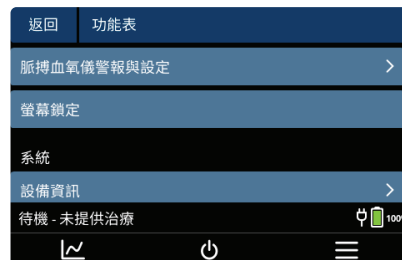 返回 功能表
脈搏血氧儀警報與設定
螢幕鎖定
系統
設備資訊
待機 - 未提供治療 100%